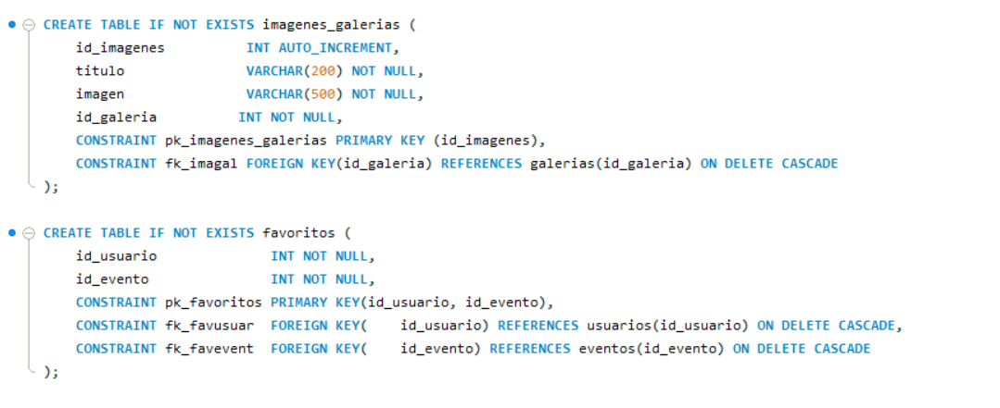 CREATE TABLE IF NOT EXISTS imagenes_galerias (
    id_imagenes          INT AUTO_INCREMENT,
    titulo               VARCHAR(200) NOT NULL,
    imagen               VARCHAR(500) NOT NULL,
    id_galeria          INT NOT NULL,
    CONSTRAINT pk_imagenes_galerias PRIMARY KEY (id_imagenes),
    CONSTRAINT fk_imagal FOREIGN KEY(id_galeria) REFERENCES galerias(id_galeria) ON DELETE CASCADE
);
CREATE TABLE IF NOT EXISTS favoritos (
    id_usuario              INT NOT NULL,
    id_evento               INT NOT NULL,
    CONSTRAINT pk_favoritos PRIMARY KEY(id_usuario, id_evento),
    CONSTRAINT fk_favusuar  FOREIGN KEY(    id_usuario) REFERENCES usuarios(id_usuario) ON DELETE CASCADE,
    CONSTRAINT fk_favevent  FOREIGN KEY(    id_evento) REFERENCES eventos(id_evento) ON DELETE CASCADE
);